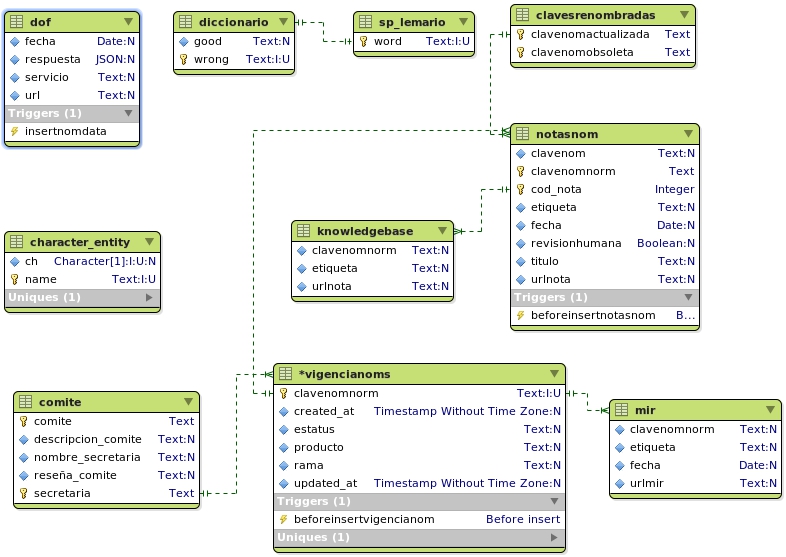 dof
fecha Date:N
respuesta JSON:N
servicio Text:N
url Text:N
Triggers (1)
insertnomdata
diccionario
good Text:N
wrong Text:I:U
sp_lemario
word Text:I:U
clavesrenombradas
clavenomactualizada Text
clavenomobsoleta Text
notasnom
clavenom Text:N
clavenomnorm Text
cod_nota Integer
etiqueta Text:N
fecha Date:N
revisionhumana Boolean:N
titulo Text:N
urlnota Text:N
Triggers (1)
beforeinsertnotasnom B...
knowledgebase
clavenomnorm Text:N
etiqueta Text:N
urlnota Text:N
character_entity
ch Character[1]:I:U:N
name Text:I:U
Uniques (1)
comite
comite Text
descripcion_comite Text:N
nombre_secretaria Text:N
reseña_comite Text:N
secretaria Text
*vigencianoms
clavenomnorm Text:I:U
created_at Timestamp Without Time Zone:N
estatus Text:N
producto Text:N
rama Text:N
updated_at Timestamp Without Time Zone:N
Triggers (1)
beforeinsertvigencianom Before insert
Uniques (1)
mir
clavenomnorm Text:N
etiqueta Text:N
fecha Date:N
urlmir Text:N